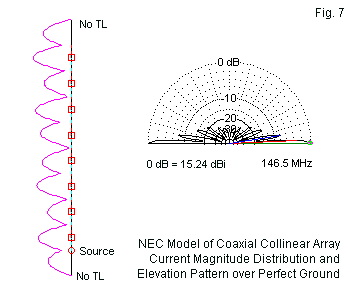 Fig. 7
No TL
0 dB
10
20
30
0 dB = 15.24 dBi
146.5 MHz
Source
No TL
NEC Model of Coaxial Collinear Array
Current Magnitude Distribution and
Elevation Pattern over Perfect Ground